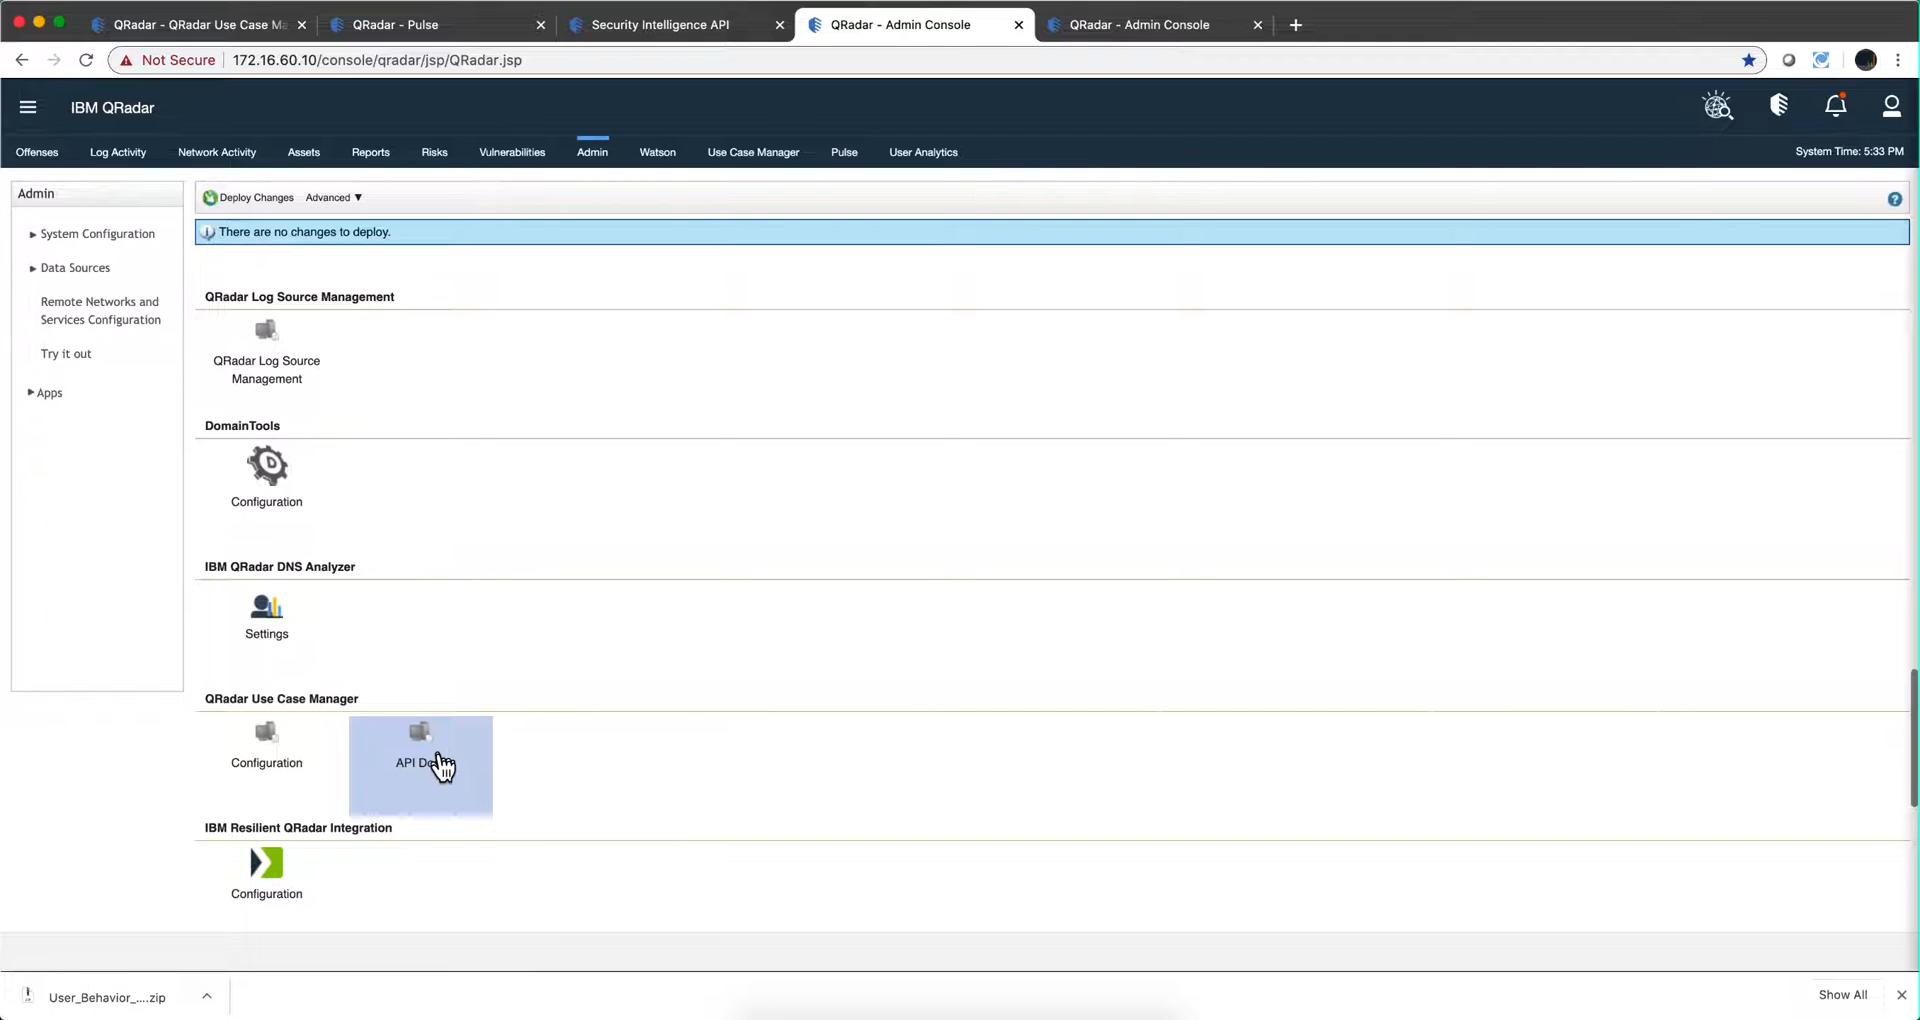 QRadar - QRadar Use Case Ma
QRadar - Pulse
Security Intelligence API
QRadar - Admin Console
QRadar - Admin Console
Not Secure
172.16.60.10/console/qradar/jsp/QRadar.jsp
IBM QRadar
Offenses
Log Activity
Network Activity
Assets
Reports
Risks
Vulnerabilities
Admin
Watson
Use Case Manager
Pulse
User Analytics
System Time: 5:33 PM
Admin
System Configuration
Data Sources
Remote Networks and
Services Configuration
Try it out
Apps
Deploy Changes
Advanced ▼
There are no changes to deploy.
QRadar Log Source Management
QRadar Log Source
Management
DomainTools
Configuration
IBM QRadar DNS Analyzer
Settings
QRadar Use Case Manager
Configuration
API
IBM Resilient QRadar Integration
Configuration
User_Behavior_....zip
Show All